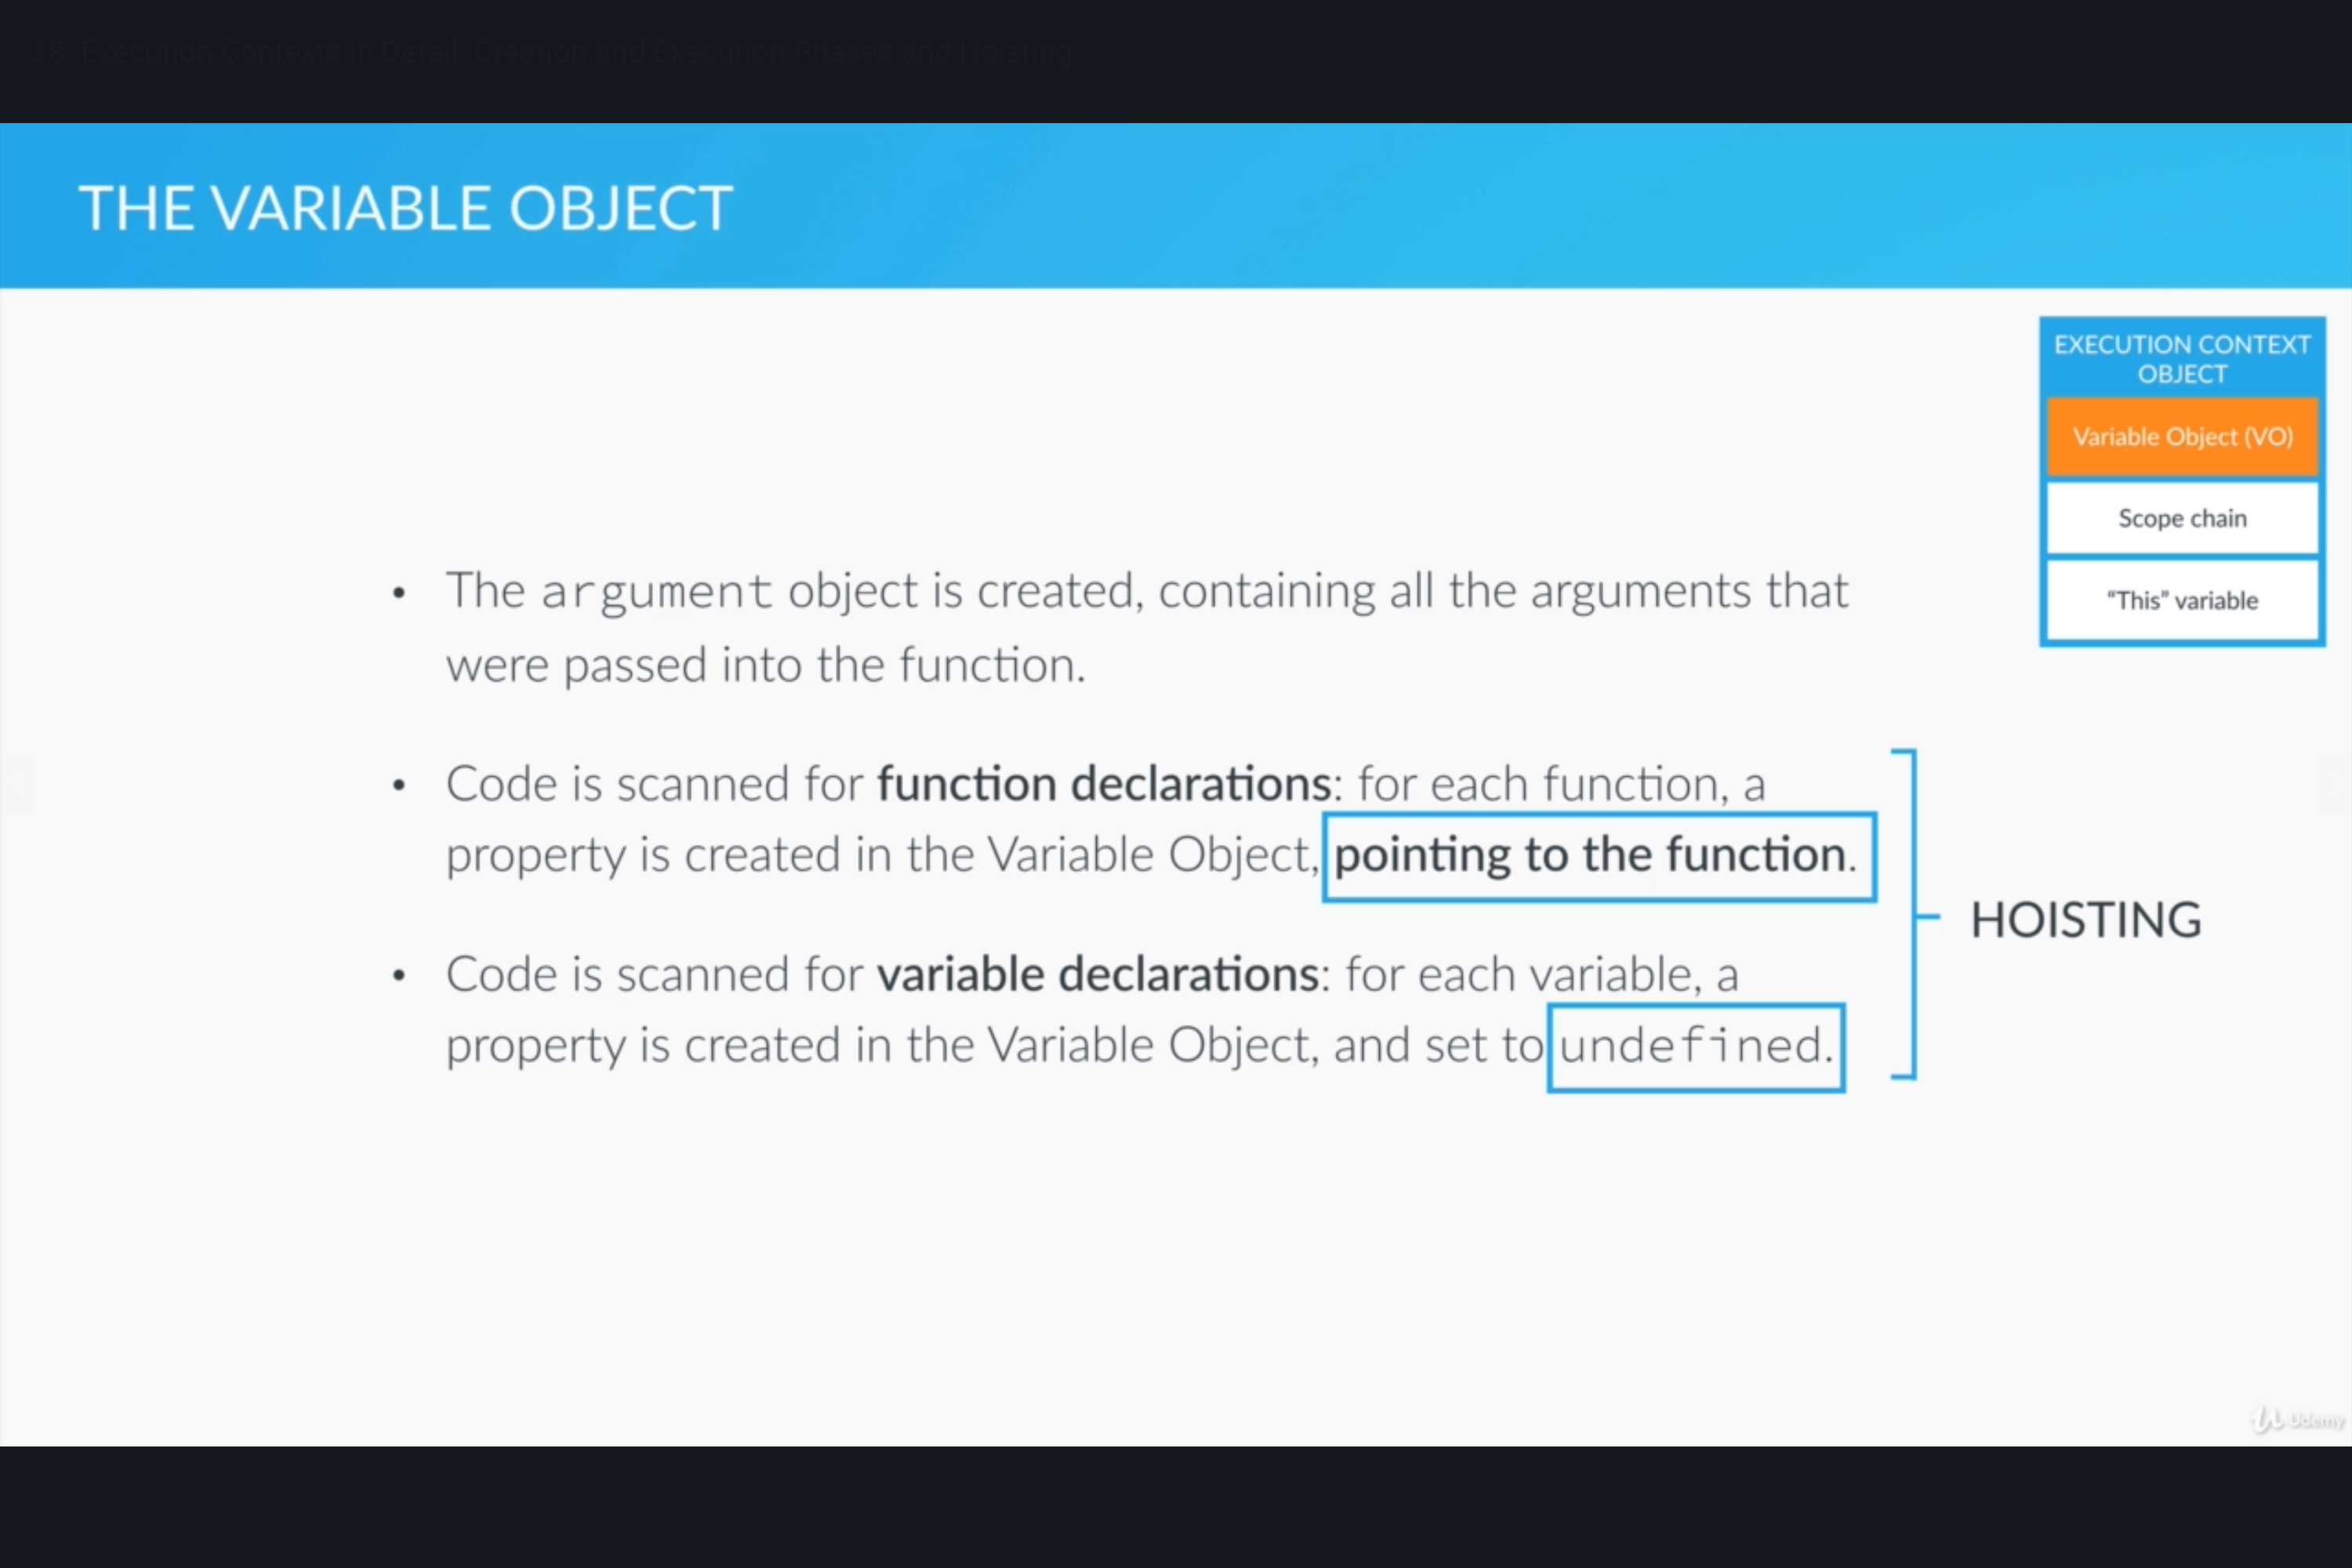 38. Execution Contexts in Detail: Creation and Execution Phases and Hoisting
THE VARIABLE OBJECT
EXECUTION CONTEXT
OBJECT
Variable Object (VO)
Scope chain
“This” variable
• The argument object is created, containing all the arguments that
were passed into the function.
• Code is scanned for function declarations: for each function, a
property is created in the Variable Object, pointing to the function.
• Code is scanned for variable declarations: for each variable, a
property is created in the Variable Object, and set to undefined.
HOISTING
Udemy